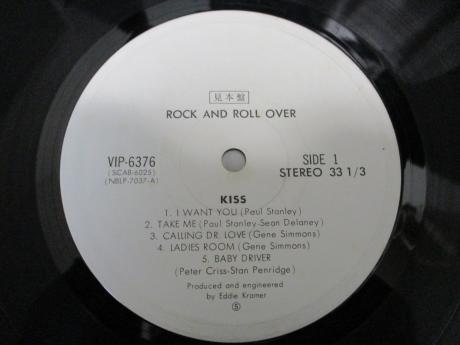 見本盤
ROCK AND ROLL OVER
VIP-6376
(SCAB-6025)
(NBLP-7037-A)
SIDE 1
STEREO 33 1/3
KISS
1. I WANT YOU (Paul Stanley)
2. TAKE ME (Paul Stanley-Sean Delaney)
3. CALLING DR. LOVE (Gene Simmons)
4. LADIES ROOM (Gene Simmons)
5. BABY DRIVER
(Peter Criss-Stan Penridge)
Produced and engineered
by Eddie Kramer
Ⓢ